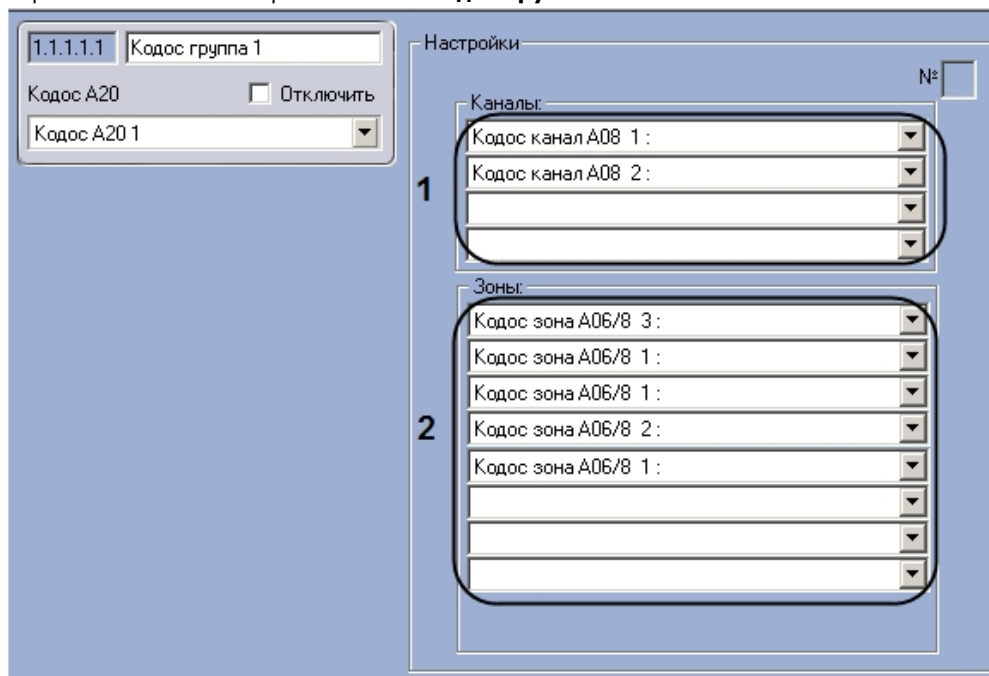 1.1.1.1.1 Кодос группа 1
Кодос А20 Отключить
Кодос А20 1
Настройки
№
Каналы:
Кодос канал А08 1 :
Кодос канал А08 2 :
1
Зоны:
Кодос зона А06/8 3 :
Кодос зона А06/8 1 :
Кодос зона А06/8 1 :
Кодос зона А06/8 2 :
2
Кодос зона А06/8 1 :